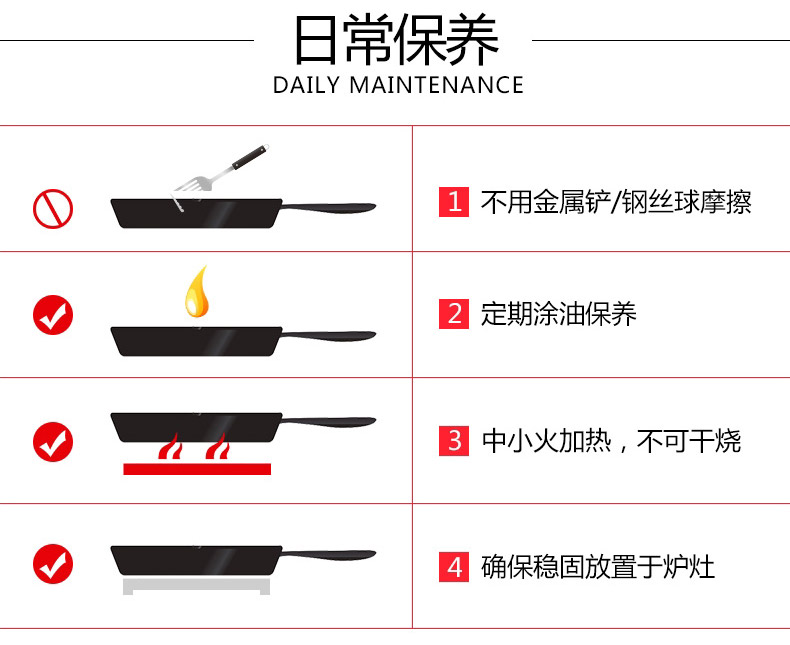 日常保养
DAILY MAINTENANCE
1 不用金属铲/钢丝球摩擦
2 定期涂油保养
3 中小火加热，不可干烧
4 确保稳固放置于炉灶